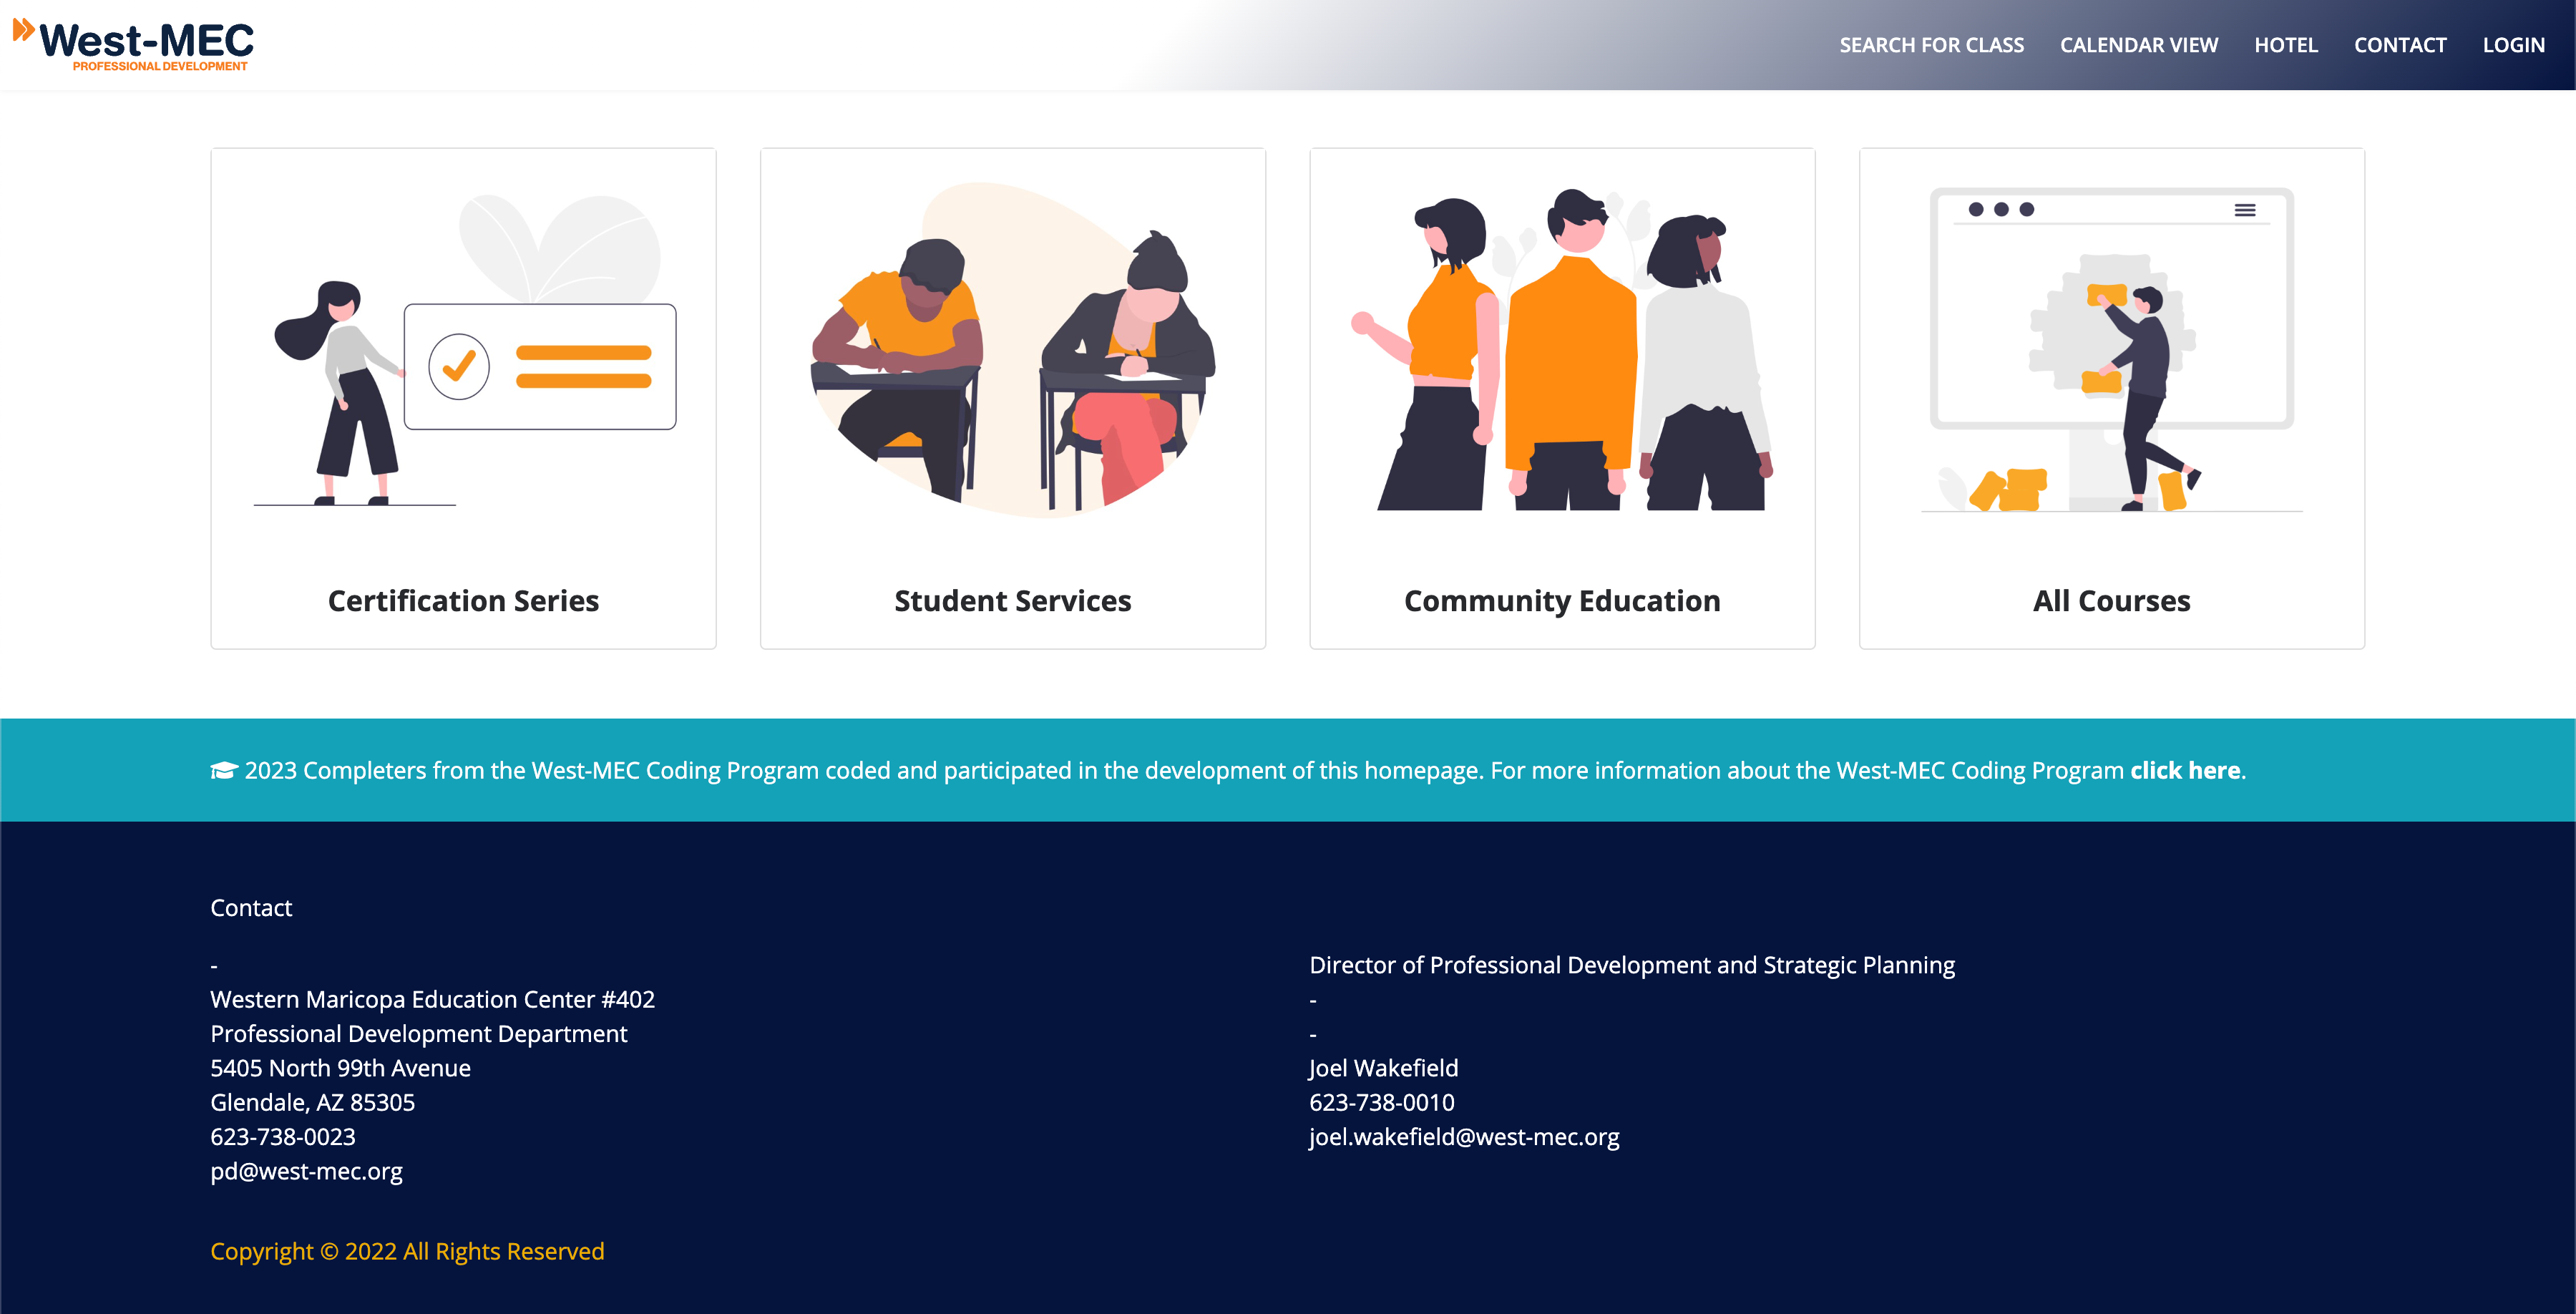 West-MEC
PROFESSIONAL DEVELOPMENT
SEARCH FOR CLASS
CALENDAR VIEW
HOTEL
CONTACT
LOGIN
Certification Series
Student Services
Community Education
All Courses
2023 Completers from the West-MEC Coding Program coded and participated in the development of this homepage. For more information about the West-MEC Coding Program click here.
Contact
-
Western Maricopa Education Center #402
Professional Development Department
5405 North 99th Avenue
Glendale, AZ 85305
623-738-0023
pd@west-mec.org
Director of Professional Development and Strategic Planning
-
-
Joel Wakefield
623-738-0010
joel.wakefield@west-mec.org
Copyright © 2022 All Rights Reserved